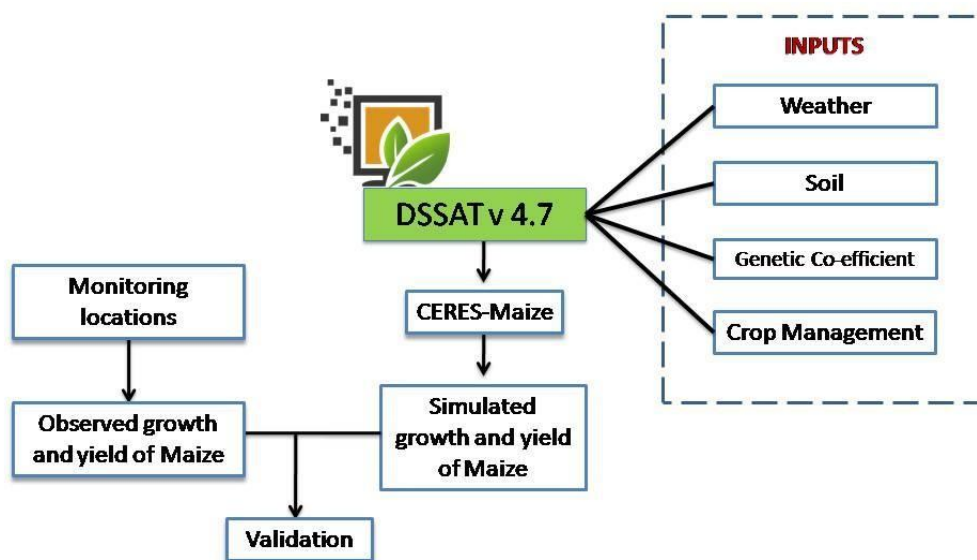 INPUTS
Weather
Soil
Genetic Co-efficient
Crop Management
DSSAT v 4.7
CERES-Maize
Simulated
growth and yield
of Maize
Monitoring
locations
Observed growth
and yield of Maize
Validation